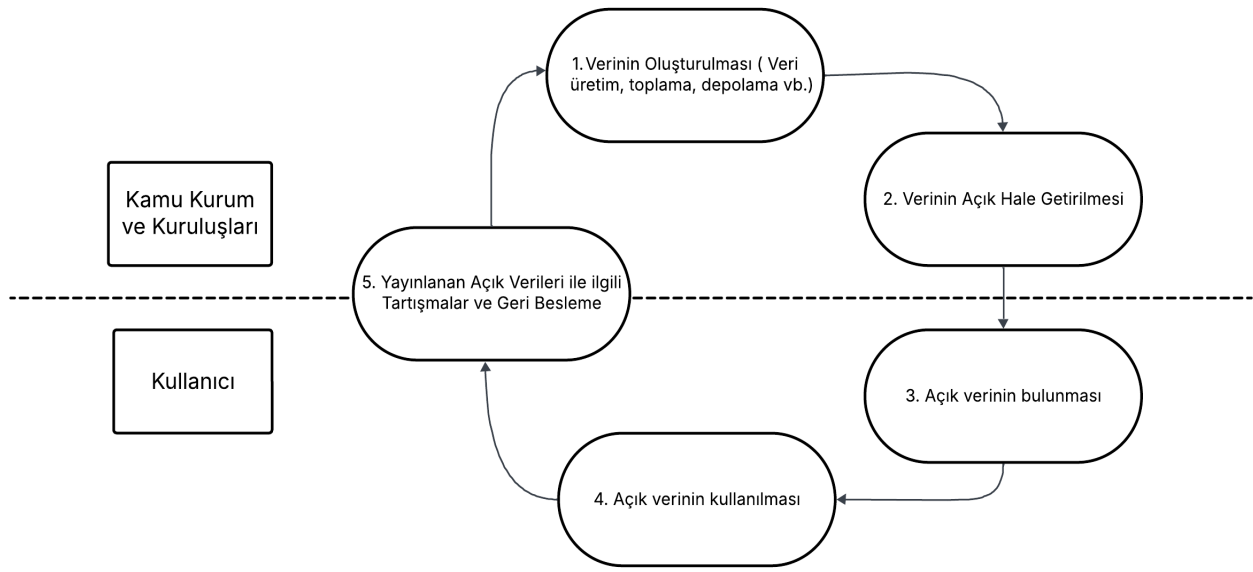 1.Verinin Oluşturulması ( Veri
üretim, toplama, depolama vb.)
2. Verinin Açık Hale Getirilmesi
Kamu Kurum
ve Kuruluşları
5. Yayınlanan Açık Verileri ile ilgili
Tartışmalar ve Geri Besleme
Kullanıcı
3. Açık verinin bulunması
4. Açık verinin kullanılması